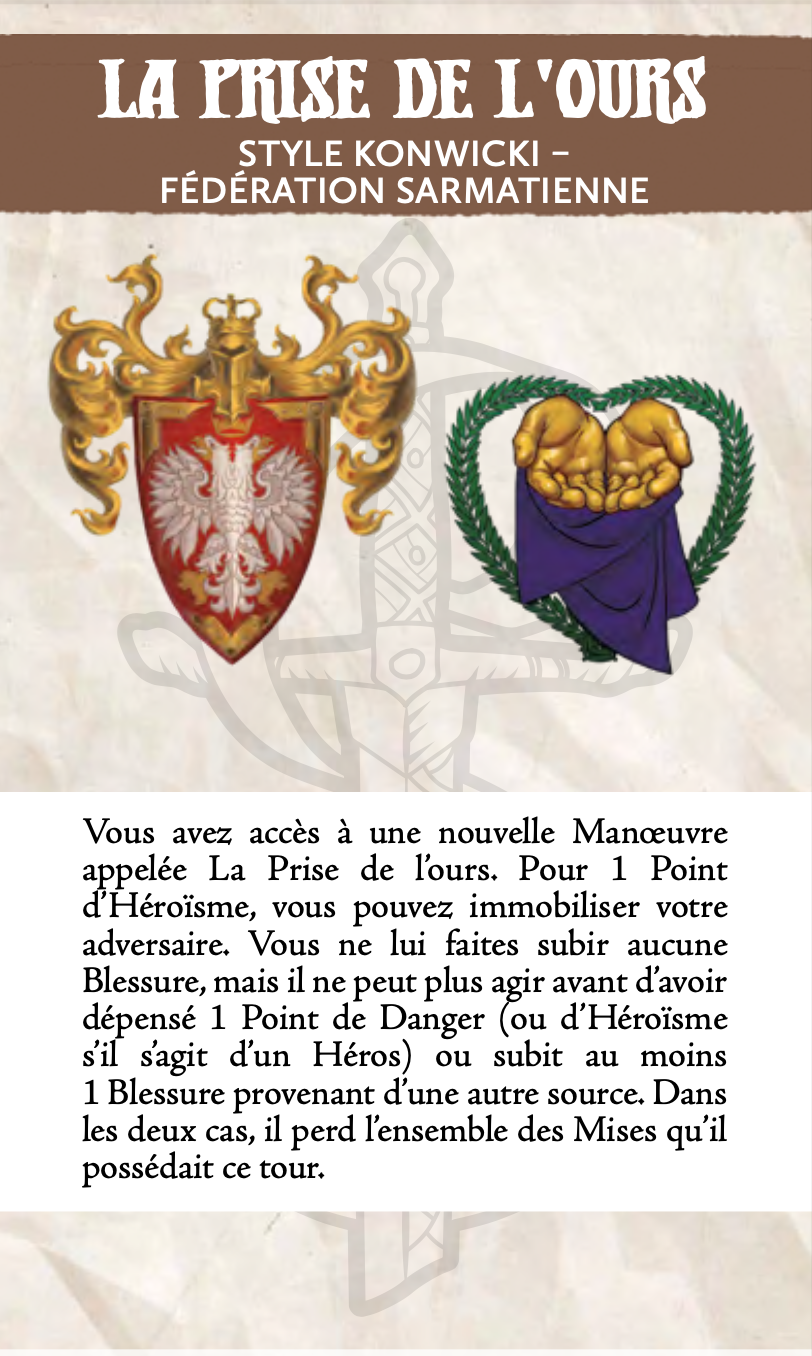 LA PRISE DE L'OURS
STYLE KONWICKI –
FÉDÉRATION SARMATIENNE
Vous avez accès à une nouvelle Manœuvre
appelée La Prise de l’ours. Pour 1 Point
d’Héroïsme, vous pouvez immobiliser votre
adversaire. Vous ne lui faites subir aucune
Blessure, mais il ne peut plus agir avant d’avoir
dépensé 1 Point de Danger (ou d’Héroïsme
s’il s’agit d’un Héros) ou subit au moins
1 Blessure provenant d’une autre source. Dans
les deux cas, il perd l’ensemble des Mises qu’il
possédait ce tour.